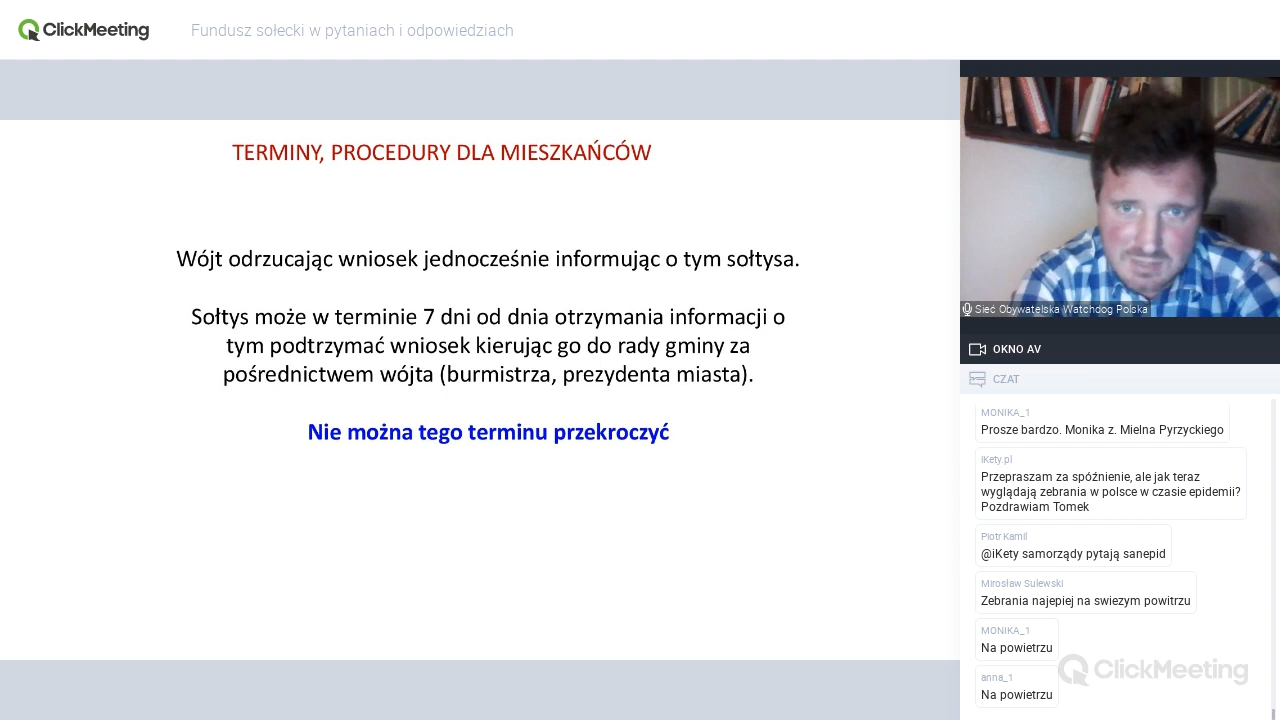 ClickMeeting
Fundusz sołecki w pytaniach i odpowiedziach
TERMINY, PROCEDURY DLA MIESZKAŃCÓW
Wójt odrzucając wniosek jednocześnie informując o tym sołtysa.
Sołtys może w terminie 7 dni od dnia otrzymania informacji o
tym podtrzymać wniosek kierując go do rady gminy za
pośrednictwem wójta (burmistrza, prezydenta miasta).
Nie można tego terminu przekroczyć
Sieć Obywatelska Watchdog Polska
OKNO AV
CZAT
MONIKA_1
Prosze bardzo. Monika z. Mielna Pyrzyckiego
iKety.pl
Przepraszam za spóźnienie, ale jak teraz
wyglądają zebrania w polsce w czasie epidemii?
Pozdrawiam Tomek
Piotr Kamil
@iKety samorządy pytają sanepid
Mirosław Sulewski
Zebrania najepiej na swiezym powitrzu
MONIKA_1
Na powietrzu
anna_1
Na powietrzu
ClickMeeting